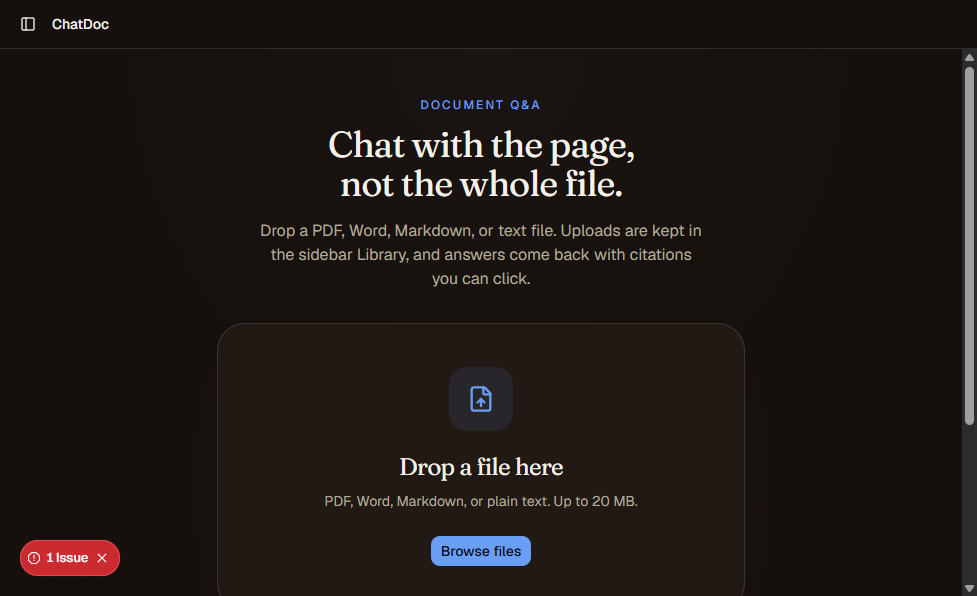 ChatDoc
DOCUMENT Q&A
Chat with the page,
not the whole file.
Drop a PDF, Word, Markdown, or text file. Uploads are kept in
the sidebar Library, and answers come back with citations
you can click.
Drop a file here
PDF, Word, Markdown, or plain text. Up to 20 MB.
Browse files
1 Issue